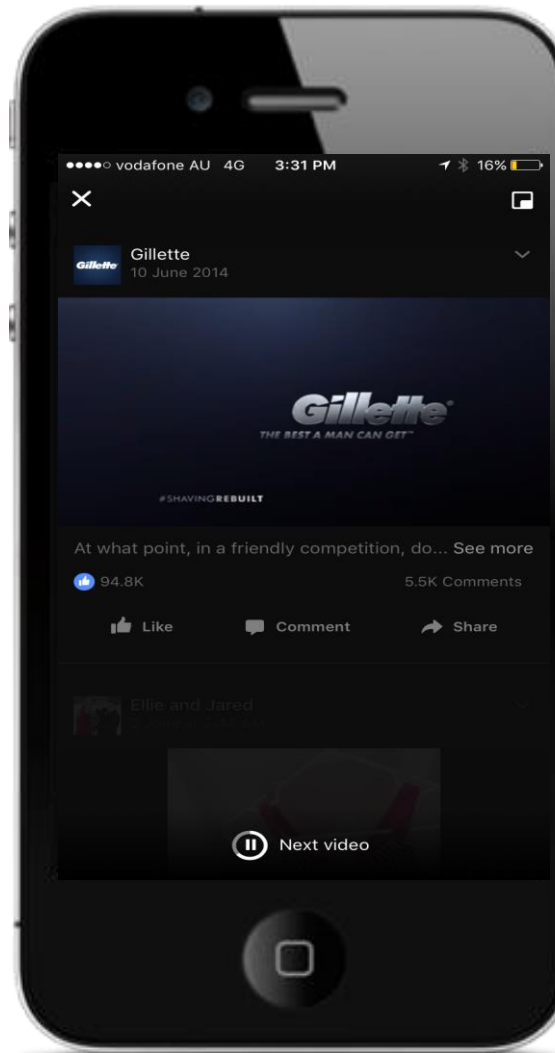 vodafone AU 4G 3:31 PM 16%
Gillette
Gillette
10 June 2014
Gillette®
THE BEST A MAN CAN GET™
#SHAVINGREBUILT
At what point, in a friendly competition, do... See more
94.8K 5.5K Comments
Like Comment Share
Ellie and Jared
Next video